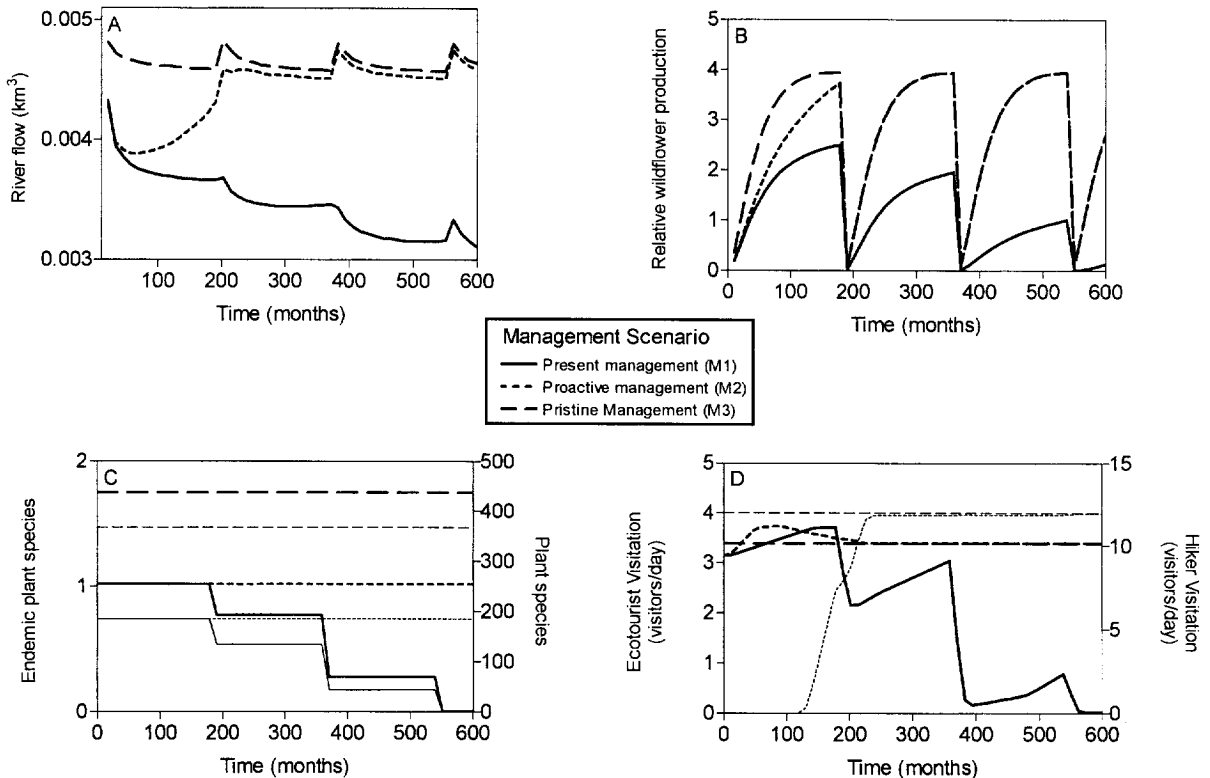 A
0.005
0.004
0.003
River flow (km3)
100 200 300 400 500 600
Time (months)
B
5
4
3
2
1
0
Relative wildflower production
0 100 200 300 400 500 600
Time (months)
Management Scenario
Present management (M1)
Proactive management (M2)
Pristine Management (M3)
C
2
1
0
Endemic plant species
500
400
300
200
100
0
Plant species
0 100 200 300 400 500 600
Time (months)
D
5
4
3
2
1
0
Ecotourist Visitation
(visitors/day)
15
10
5
0
Hiker Visitation
(visitors/day)
0 100 200 300 400 500 600
Time (months)